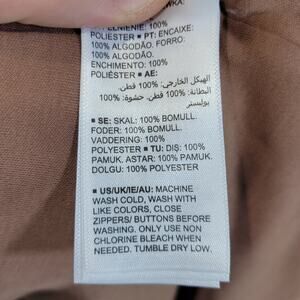 WKA:
EŁNIENIE: 100%
POLIESTER ■ PT: ENCAIXE:
100% ALGODÃO. FORRO:
100% ALGODÃO.
ENCHIMENTO: 100%
POLIÉSTER ■ AE:
الهيكل الخارجي: 100% قطن.
البطانة: 100% قطن. حشوة: 100%
بوليستر
■ SE: SKAL: 100% BOMULL.
FODER: 100% BOMULL.
VADDERING: 100%
POLYESTER ■ TU: DIŞ: 100%
PAMUK. ASTAR: 100% PAMUK.
DOLGU: 100% POLYESTER
■ US/UK/IE/AU: MACHINE
WASH COLD, WASH WITH
LIKE COLORS, CLOSE
ZIPPERS/ BUTTONS BEFORE
WASHING. ONLY USE NON
CHLORINE BLEACH WHEN
NEEDED. TUMBLE DRY LOW.